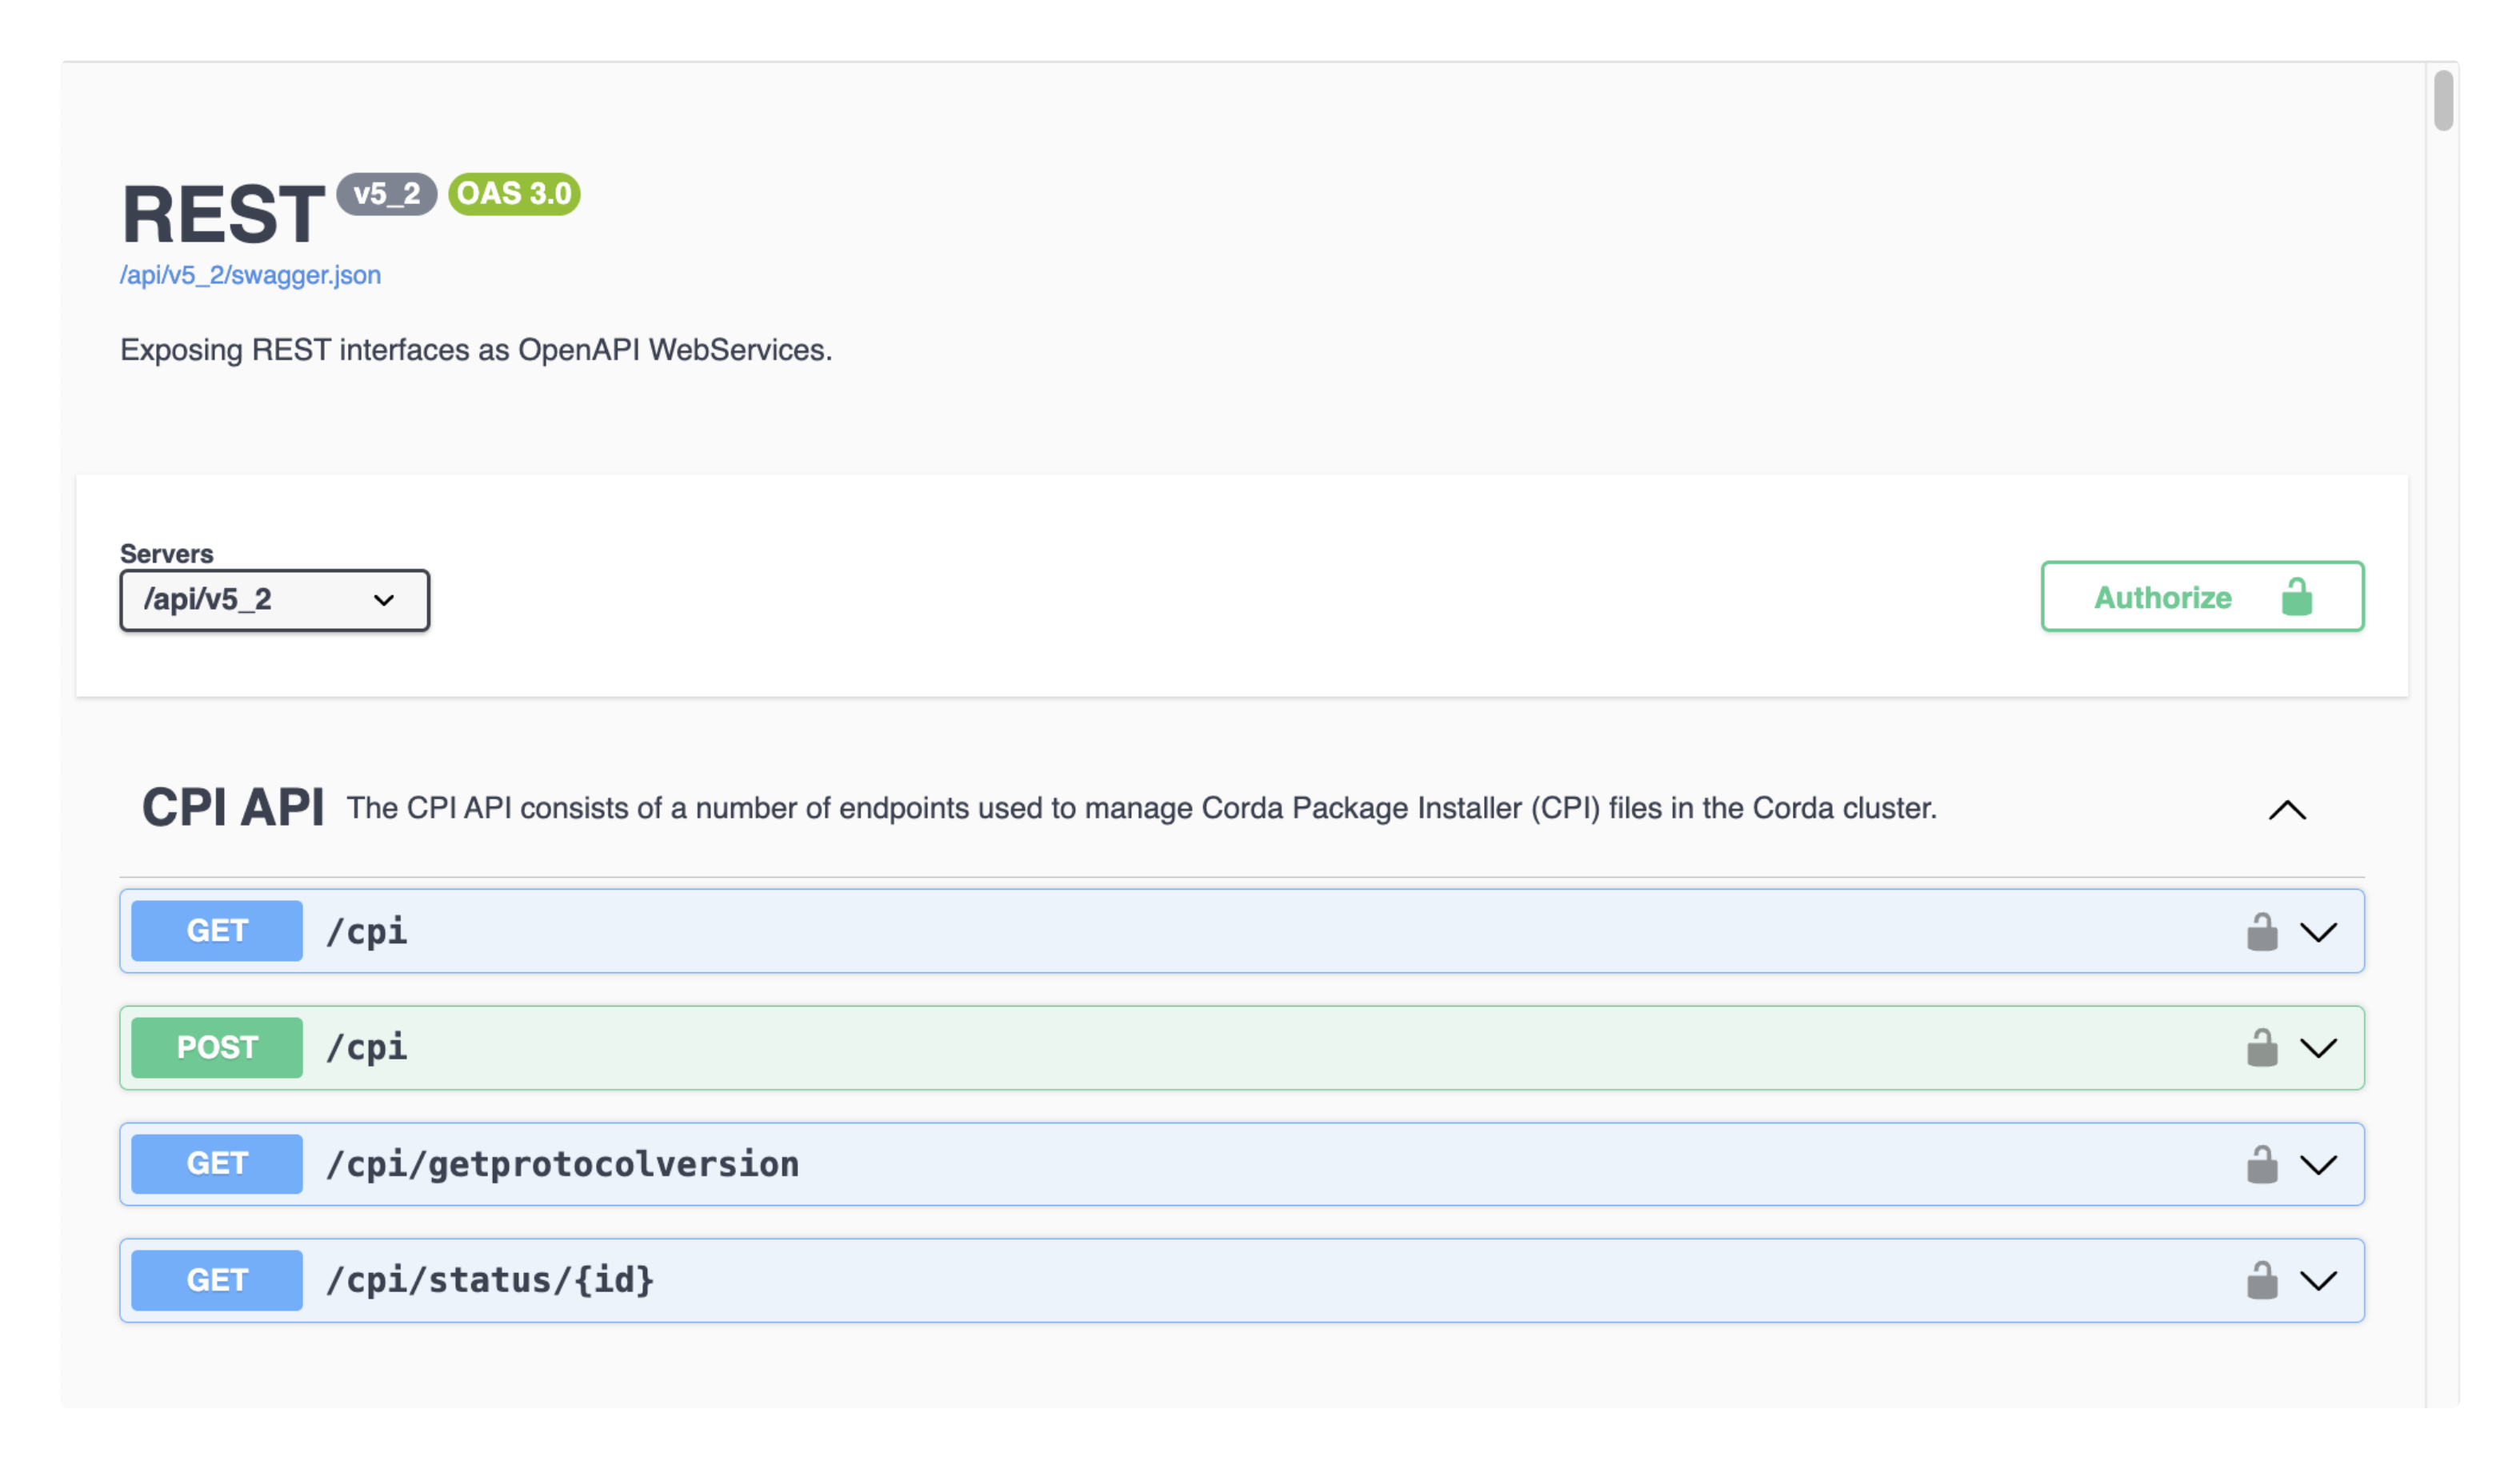 REST v5_2 OAS 3.0
/api/v5_2/swagger.json
Exposing REST interfaces as OpenAPI WebServices.
Servers
/api/v5_2
Authorize
CPI API The CPI API consists of a number of endpoints used to manage Corda Package Installer (CPI) files in the Corda cluster.
GET /cpi
POST /cpi
GET /cpi/getprotocolversion
GET /cpi/status/{id}